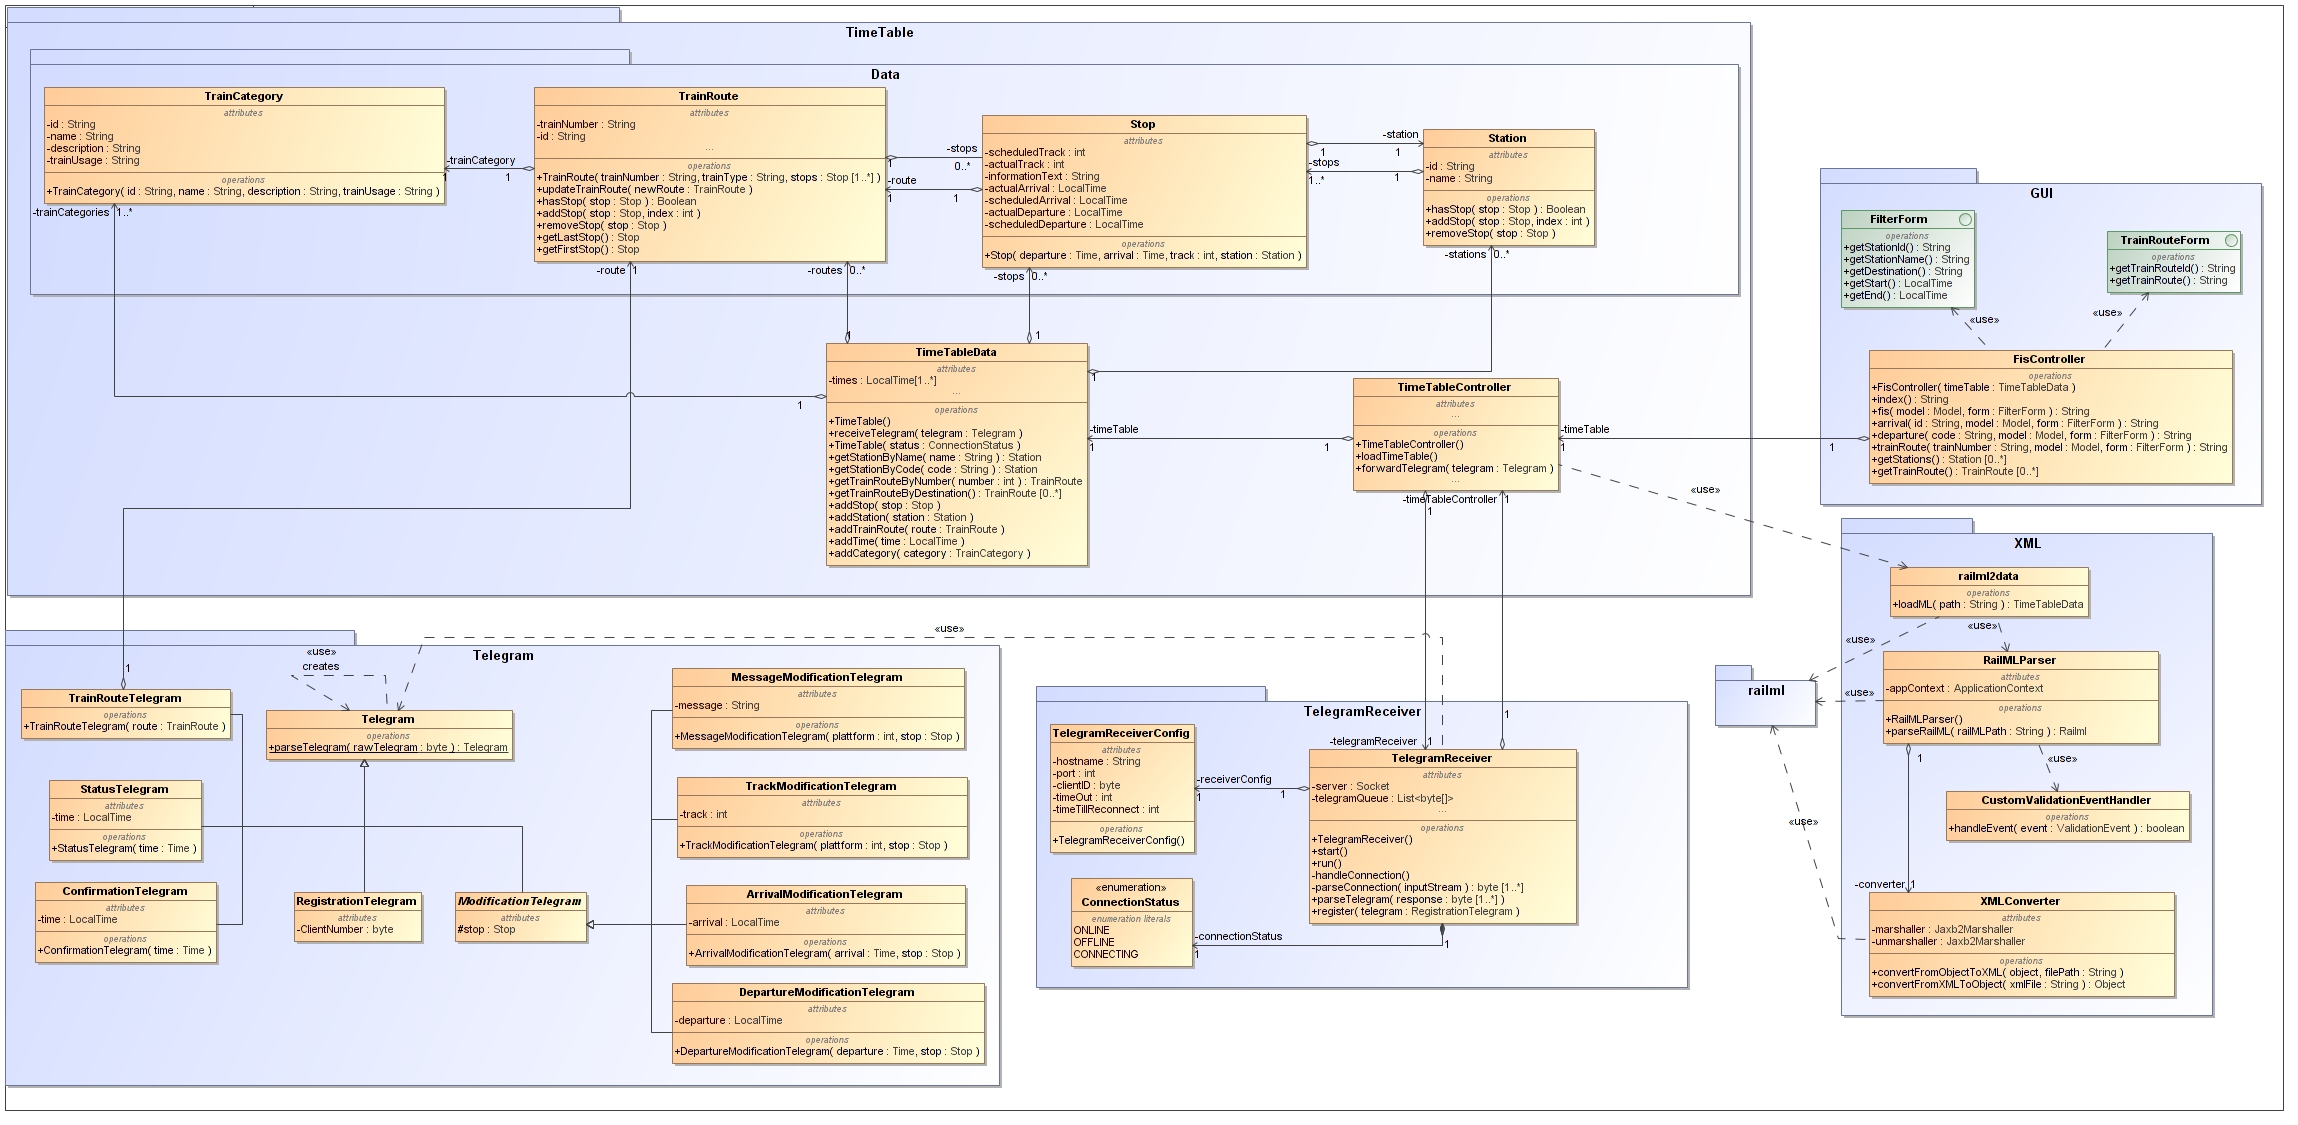 TimeTable
Data
TrainCategory
attributes
-id : String
-name : String
-description : String
-trainUsage : String
operations
+TrainCategory( id : String, name : String, description : String, trainUsage : String )
-trainCategories 1..*
-trainCategory
1
1
TrainRoute
attributes
-trainNumber : String
-id : String
...
operations
+TrainRoute( trainNumber : String, trainType : String, stops : Stop [1..*] )
+updateTrainRoute( newRoute : TrainRoute )
+hasStop( stop : Stop ) : Boolean
+addStop( stop : Stop, index : int )
+removeStop( stop : Stop )
+getLastStop() : Stop
+getFirstStop() : Stop
-route 1
-routes 0..*
-stops
1
0..*
-route
1
1
Stop
attributes
-scheduledTrack : int
-actualTrack : int
-informationText : String
-actualArrival : LocalTime
-scheduledArrival : LocalTime
-actualDeparture : LocalTime
-scheduledDeparture : LocalTime
operations
+Stop( departure : Time, arrival : Time, track : int, station : Station )
-stops 0..*
-station
1
1
-stops
1..*
1
Station
attributes
-id : String
-name : String
operations
+hasStop( stop : Stop ) : Boolean
+addStop( stop : Stop, index : int )
+removeStop( stop : Stop )
-stations 0..*
1
1
1
1
TimeTableData
attributes
-times : LocalTime[1..*]
...
operations
+TimeTable()
+receiveTelegram( telegram : Telegram )
+TimeTable( status : ConnectionStatus )
+getStationByName( name : String ) : Station
+getStationByCode( code : String ) : Station
+getTrainRouteByNumber( number : int ) : TrainRoute
+getTrainRouteByDestination() : TrainRoute [0..*]
+addStop( stop : Stop )
+addStation( station : Station )
+addTrainRoute( route : TrainRoute )
+addTime( time : LocalTime )
+addCategory( category : TrainCategory )
-timeTable
1
1
TimeTableController
attributes
...
operations
+TimeTableController()
+loadTimeTable()
+forwardTelegram( telegram : Telegram )
...
-timeTableController 1
1
-timeTable
1
1
«use»
GUI
FilterForm
operations
+getStationId() : String
+getStationName() : String
+getDestination() : String
+getStart() : LocalTime
+getEnd() : LocalTime
TrainRouteForm
operations
+getTrainRouteId() : String
+getTrainRoute() : String
«use»
«use»
FisController
operations
+FisController( timeTable : TimeTableData )
+index() : String
+fis( model : Model, form : FilterForm ) : String
+arrival( id : String, model : Model, form : FilterForm ) : String
+departure( code : String, model : Model, form : FilterForm ) : String
+trainRoute( trainNumber : String, model : Model, form : FilterForm ) : String
+getStations() : Station [0..*]
+getTrainRoute() : TrainRoute [0..*]
XML
railml2data
operations
+loadML( path : String ) : TimeTableData
«use»
«use»
RailMLParser
attributes
-appContext : ApplicationContext
operations
+RailMLParser()
+parseRailML( railMLPath : String ) : Railml
«use»
railml
1
«use»
CustomValidationEventHandler
operations
+handleEvent( event : ValidationEvent ) : boolean
«use»
-converter 1
XMLConverter
attributes
-marshaller : Jaxb2Marshaller
-unmarshaller : Jaxb2Marshaller
operations
+convertFromObjectToXML( object, filePath : String )
+convertFromXMLToObject( xmlFile : String ) : Object
«use»
Telegram
1
TrainRouteTelegram
operations
+TrainRouteTelegram( route : TrainRoute )
«use»
creates
Telegram
operations
+parseTelegram( rawTelegram : byte ) : Telegram
StatusTelegram
attributes
-time : LocalTime
operations
+StatusTelegram( time : Time )
ConfirmationTelegram
attributes
-time : LocalTime
operations
+ConfirmationTelegram( time : Time )
RegistrationTelegram
attributes
-ClientNumber : byte
ModificationTelegram
attributes
#stop : Stop
MessageModificationTelegram
attributes
-message : String
operations
+MessageModificationTelegram( plattform : int, stop : Stop )
TrackModificationTelegram
attributes
-track : int
operations
+TrackModificationTelegram( plattform : int, stop : Stop )
ArrivalModificationTelegram
attributes
-arrival : LocalTime
operations
+ArrivalModificationTelegram( arrival : Time, stop : Stop )
DepartureModificationTelegram
attributes
-departure : LocalTime
operations
+DepartureModificationTelegram( departure : Time, stop : Stop )
TelegramReceiver
TelegramReceiverConfig
attributes
-hostname : String
-port : int
-clientID : byte
-timeOut : int
-timeTillReconnect : int
operations
+TelegramReceiverConfig()
-receiverConfig
1
1
«enumeration»
ConnectionStatus
enumeration literals
ONLINE
OFFLINE
CONNECTING
-connectionStatus
1
1
-telegramReceiver 1
1
TelegramReceiver
attributes
-server : Socket
-telegramQueue : List<byte[]>
...
operations
+TelegramReceiver()
+start()
+run()
-handleConnection()
-parseConnection( inputStream ) : byte [1..*]
+parseTelegram( response : byte [1..*] )
+register( telegram : RegistrationTelegram )